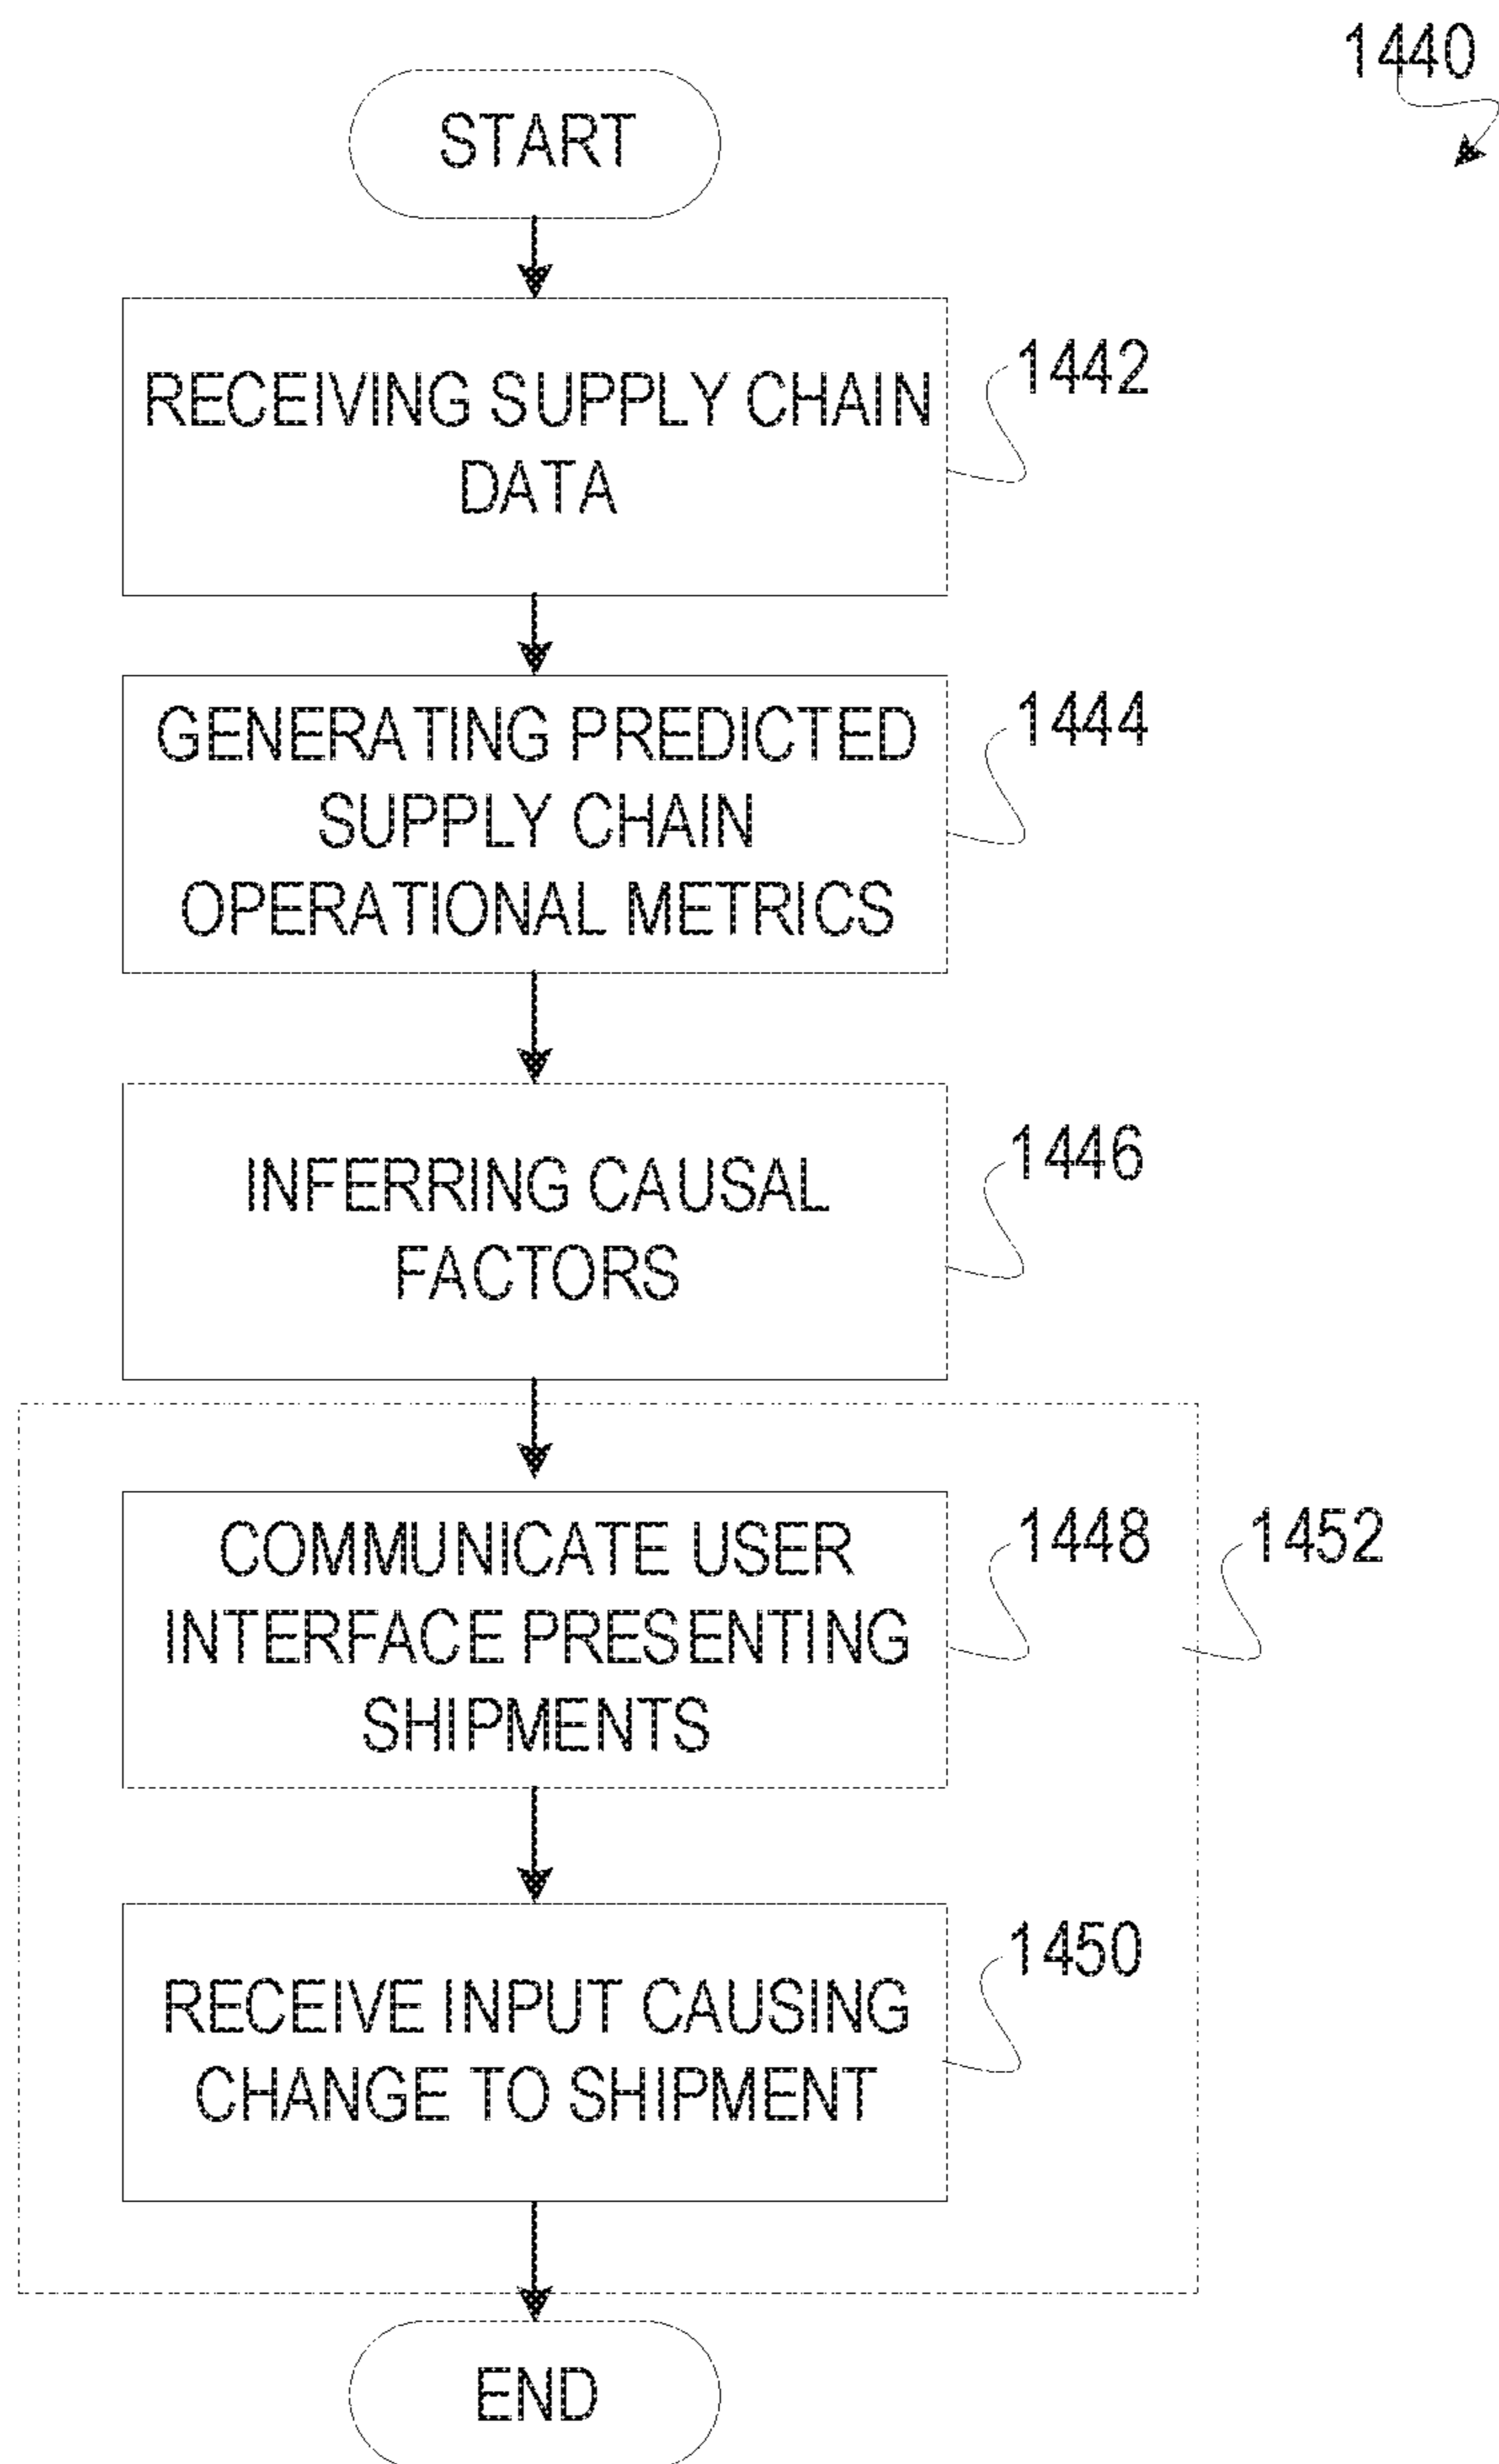 1440
START
RECEIVING SUPPLY CHAIN
DATA
1442
GENERATING PREDICTED
SUPPLY CHAIN
OPERATIONAL METRICS
1444
INFERRING CAUSAL
FACTORS
1446
COMMUNICATE USER
INTERFACE PRESENTING
SHIPMENTS
1448
1452
RECEIVE INPUT CAUSING
CHANGE TO SHIPMENT
1450
END